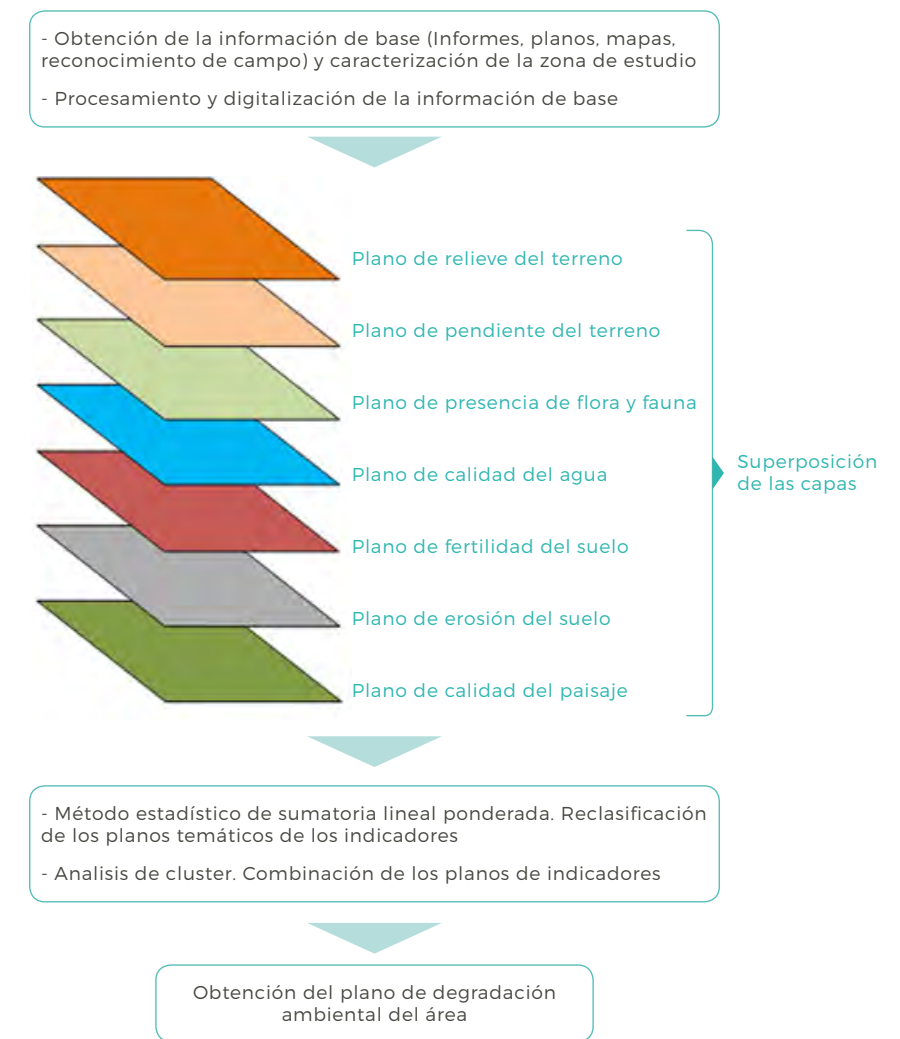 - Obtención de la información de base (Informes, planos, mapas,
reconocimiento de campo) y caracterización de la zona de estudio
- Procesamiento y digitalización de la información de base
Plano de relieve del terreno
Plano de pendiente del terreno
Plano de presencia de flora y fauna
Plano de calidad del agua
Plano de fertilidad del suelo
Plano de erosión del suelo
Plano de calidad del paisaje
Superposición
de las capas
- Método estadístico de sumatoria lineal ponderada. Reclasificación
de los planos temáticos de los indicadores
- Analisis de cluster. Combinación de los planos de indicadores
Obtención del plano de degradación
ambiental del área